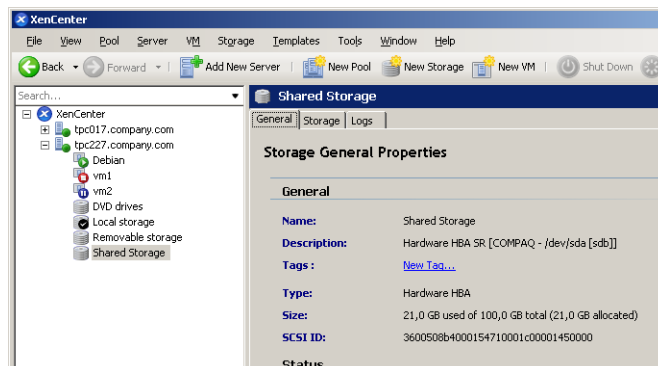 XenCenter
File View Pool Server VM Storage Templates Tools Window Help
Back Forward Add New Server New Pool New Storage New VM Shut Down
Search... Shared Storage
XenCenter General Storage Logs
tpc017.company.com
tpc227.company.com Storage General Properties
Debian
vm1 General
vm2
DVD drives Name: Shared Storage
Local storage
Removable storage Description: Hardware HBA SR [COMPAQ - /dev/sda [sdb]]
Shared Storage Tags : New Tag...
Type: Hardware HBA
Size: 21,0 GB used of 100,0 GB total (21,0 GB allocated)
SCSI ID: 3600508b4000154710001c00001450000
Status